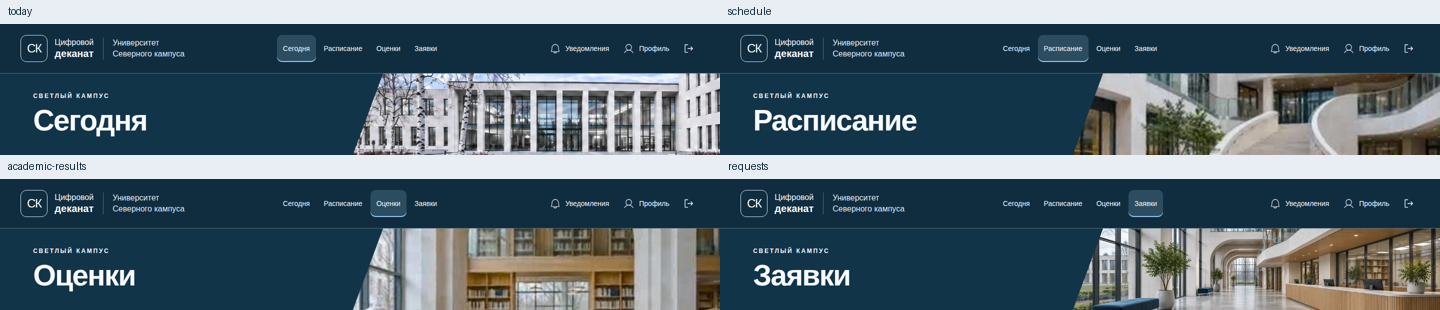 today
СК
Цифровой
деканат
Университет
Северного кампуса
Сегодня Расписание Оценки Заявки
Уведомления Профиль
СВЕТЛЫЙ КАМПУС
Сегодня
schedule
СК
Цифровой
деканат
Университет
Северного кампуса
Сегодня Расписание Оценки Заявки
Уведомления Профиль
СВЕТЛЫЙ КАМПУС
Расписание
academic-results
СК
Цифровой
деканат
Университет
Северного кампуса
Сегодня Расписание Оценки Заявки
Уведомления Профиль
СВЕТЛЫЙ КАМПУС
Оценки
requests
СК
Цифровой
деканат
Университет
Северного кампуса
Сегодня Расписание Оценки Заявки
Уведомления Профиль
СВЕТЛЫЙ КАМПУС
Заявки